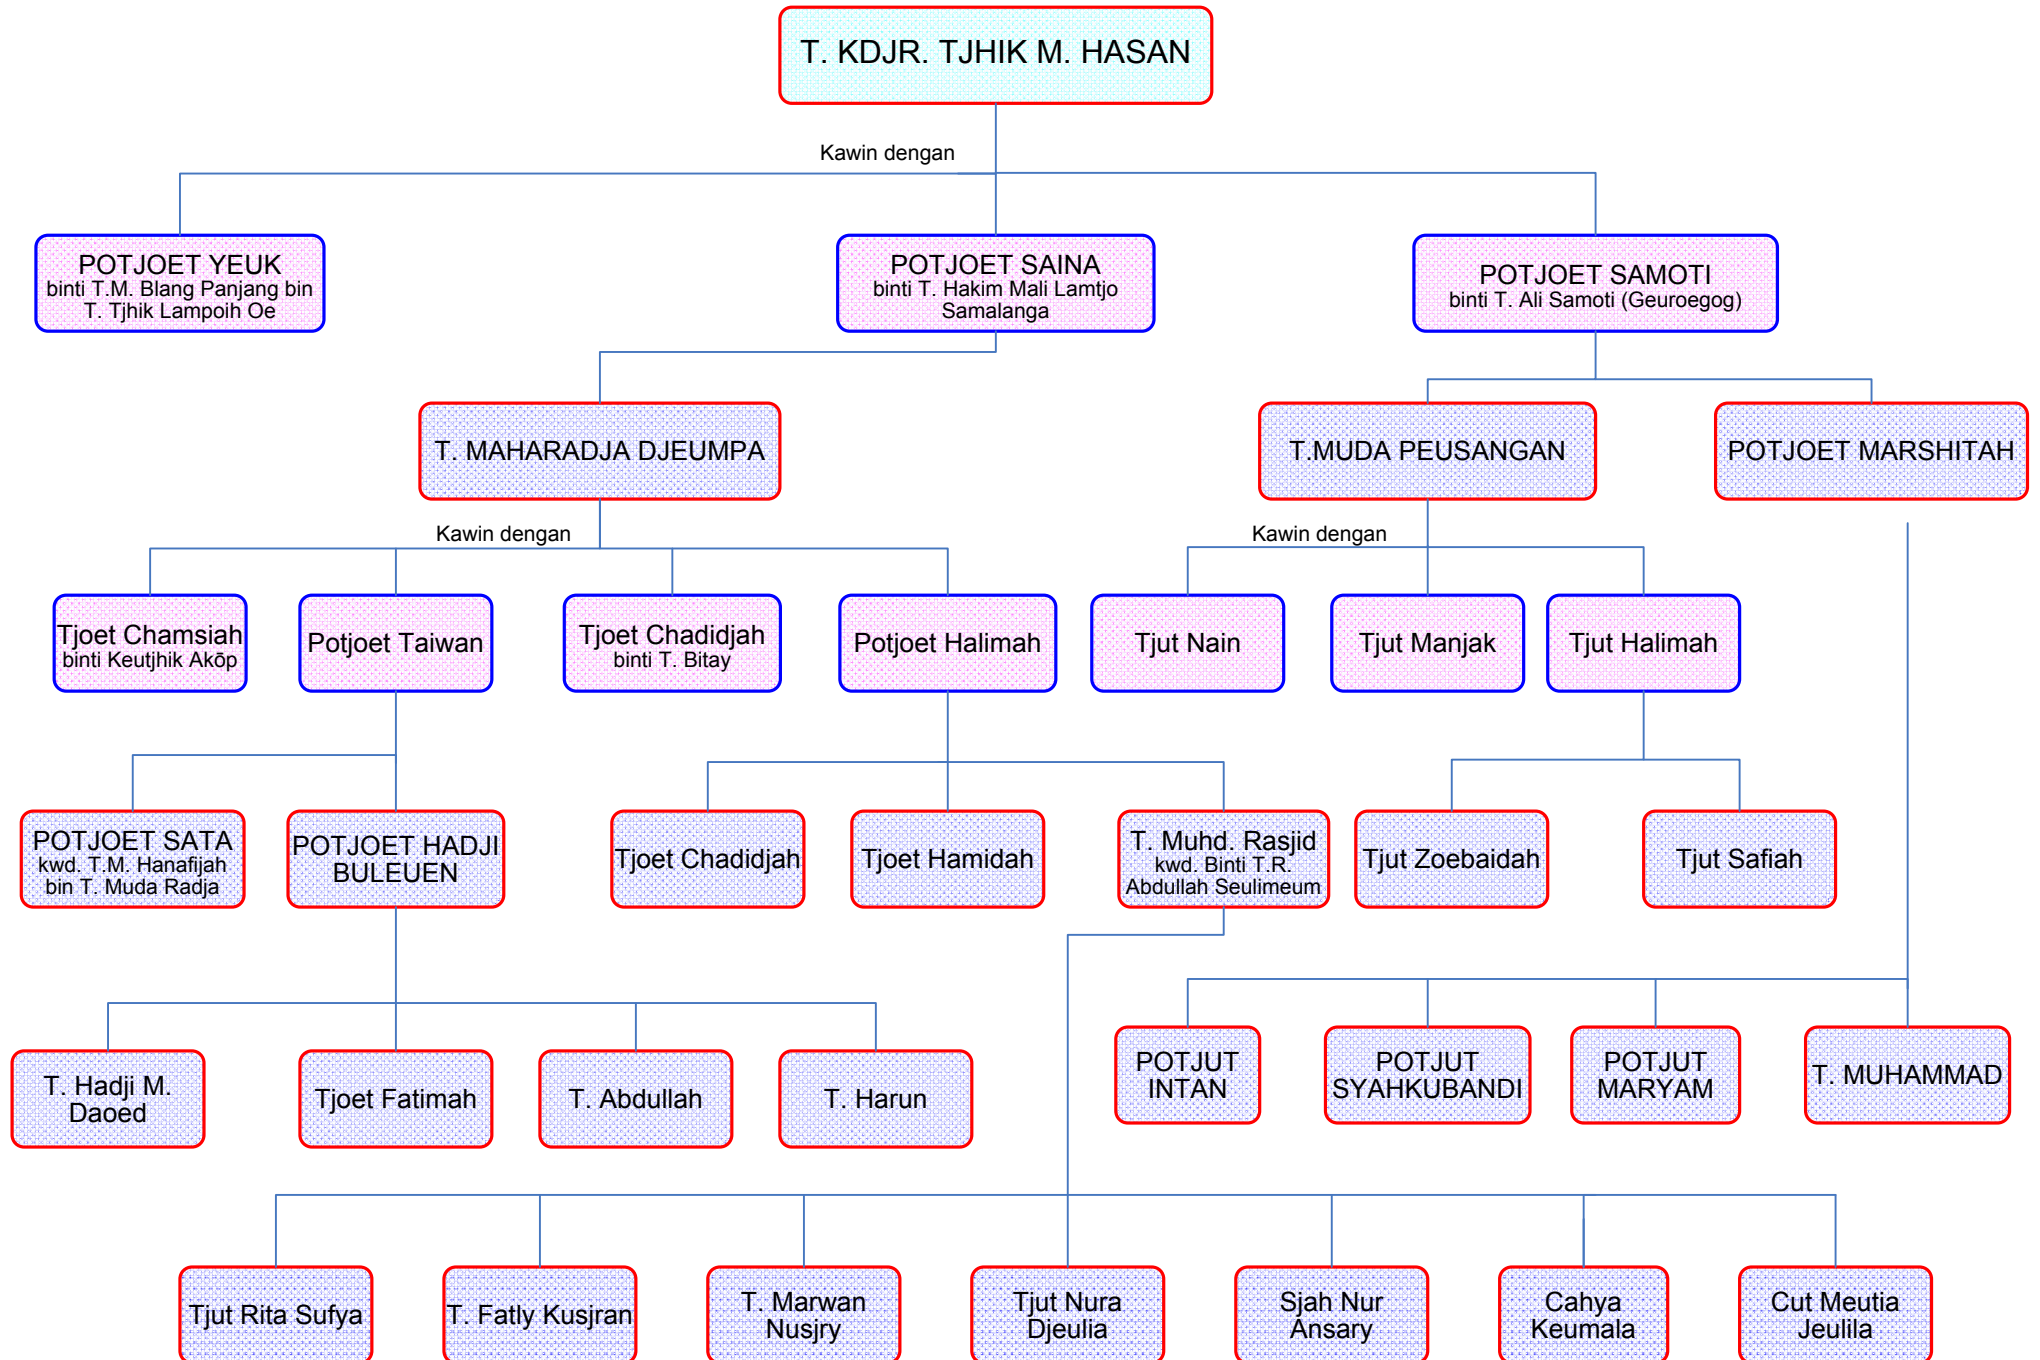 T. KDJR. TJHIK M. HASAN
Kawin dengan
POTJOET YEUK
binti T.M. Blang Panjang bin
T. Tjhik Lampoih Oe
POTJOET SAINA
binti T. Hakim Mali Lamtjo
Samalanga
POTJOET SAMOTI
binti T. Ali Samoti (Geuroegog)
T. MAHARADJA DJEUMPA
T.MUDA PEUSANGAN
POTJOET MARSHITAH
Kawin dengan
Kawin dengan
Tjoet Chamsiah
binti Keutjhik Akōp
Potjoet Taiwan
Tjoet Chadidjah
binti T. Bitay
Potjoet Halimah
Tjut Nain
Tjut Manjak
Tjut Halimah
POTJOET SATA
kwd. T.M. Hanafijah
bin T. Muda Radja
POTJOET HADJI
BULEUEN
Tjoet Chadidjah
Tjoet Hamidah
T. Muhd. Rasjid
kwd. Binti T.R.
Abdullah Seulimeum
Tjut Zoebaidah
Tjut Safiah
T. Hadji M.
Daoed
Tjoet Fatimah
T. Abdullah
T. Harun
POTJUT
INTAN
POTJUT
SYAHKUBANDI
POTJUT
MARYAM
T. MUHAMMAD
Tjut Rita Sufya
T. Fatly Kusjran
T. Marwan
Nusjry
Tjut Nura
Djeulia
Sjah Nur
Ansary
Cahya
Keumala
Cut Meutia
Jeulila